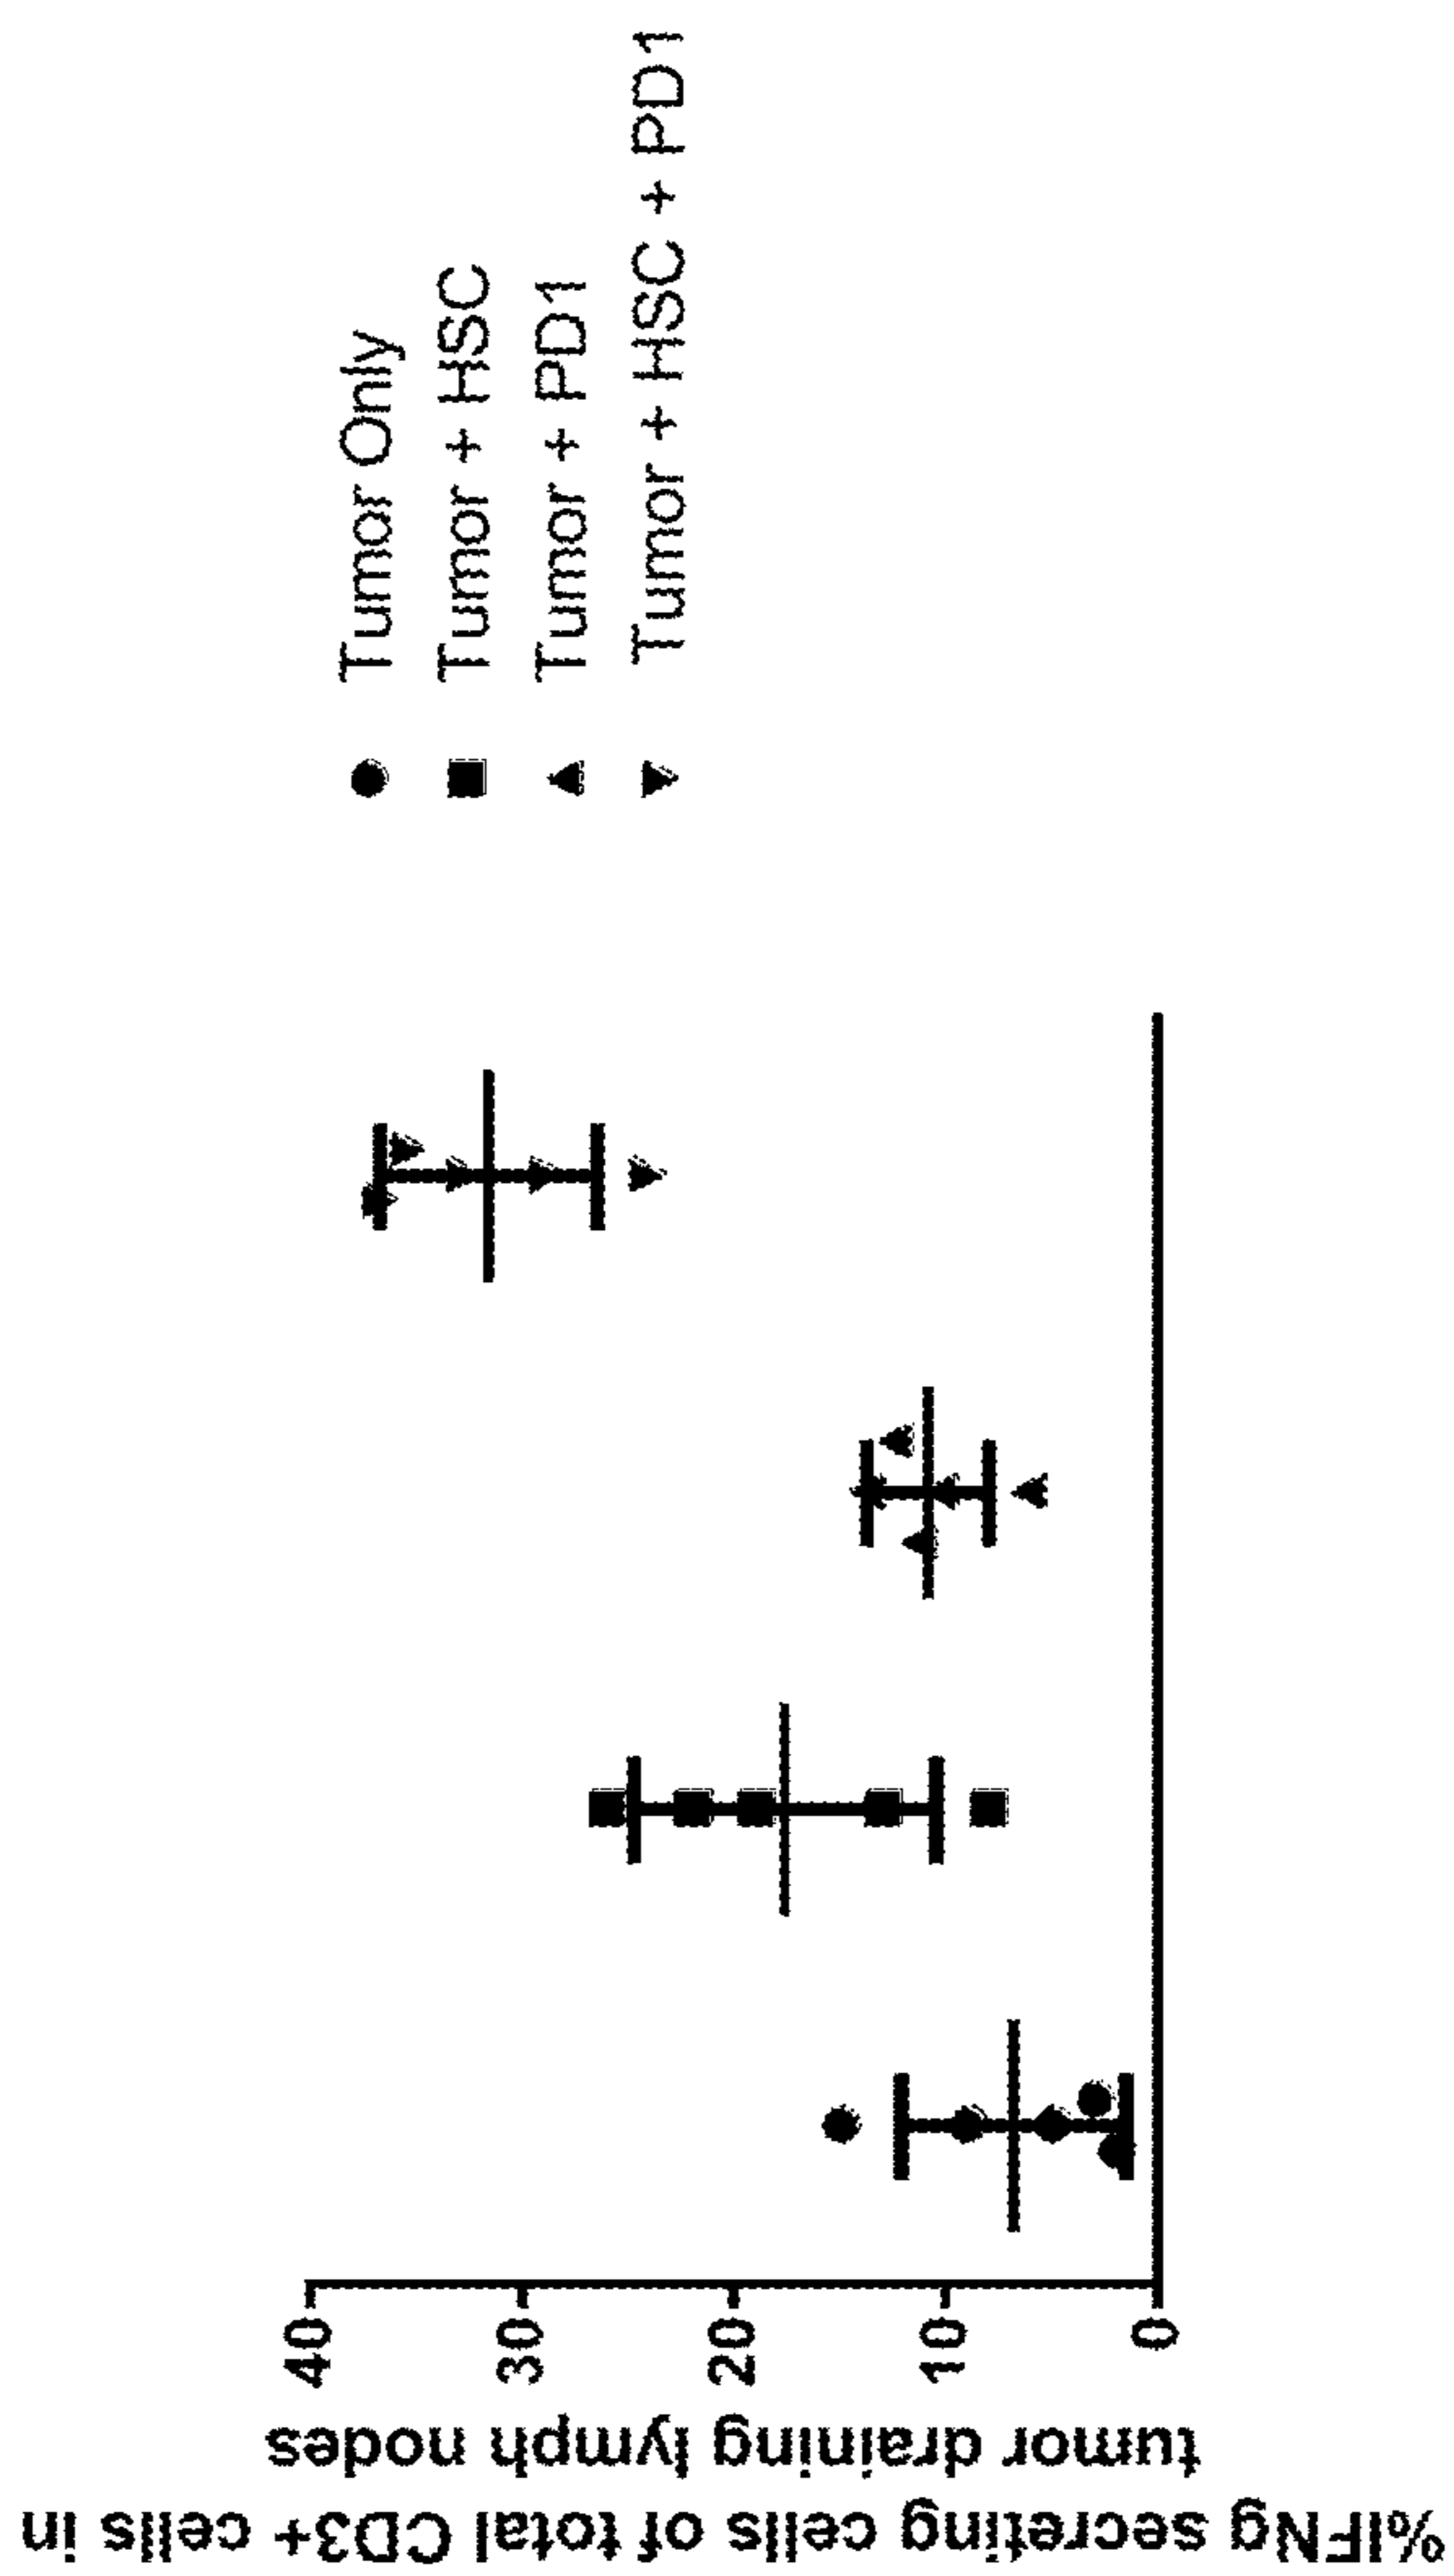 %IFNg secreting cells of total CD3+ cells in
tumor draining lymph nodes
40
30
20
10
0
Tumor Only
Tumor + HSC
Tumor + PD1
Tumor + HSC + PD1